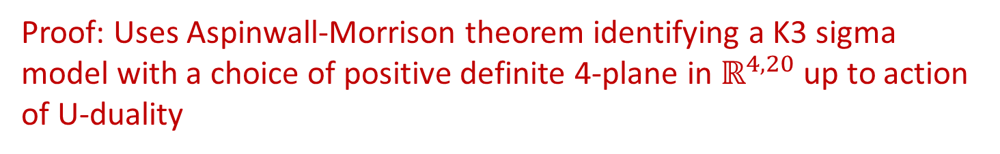 Proof: Uses Aspinwall-Morrison theorem identifying a K3 sigma
model with a choice of positive definite 4-plane in ℝ^{4,20} up to action
of U-duality